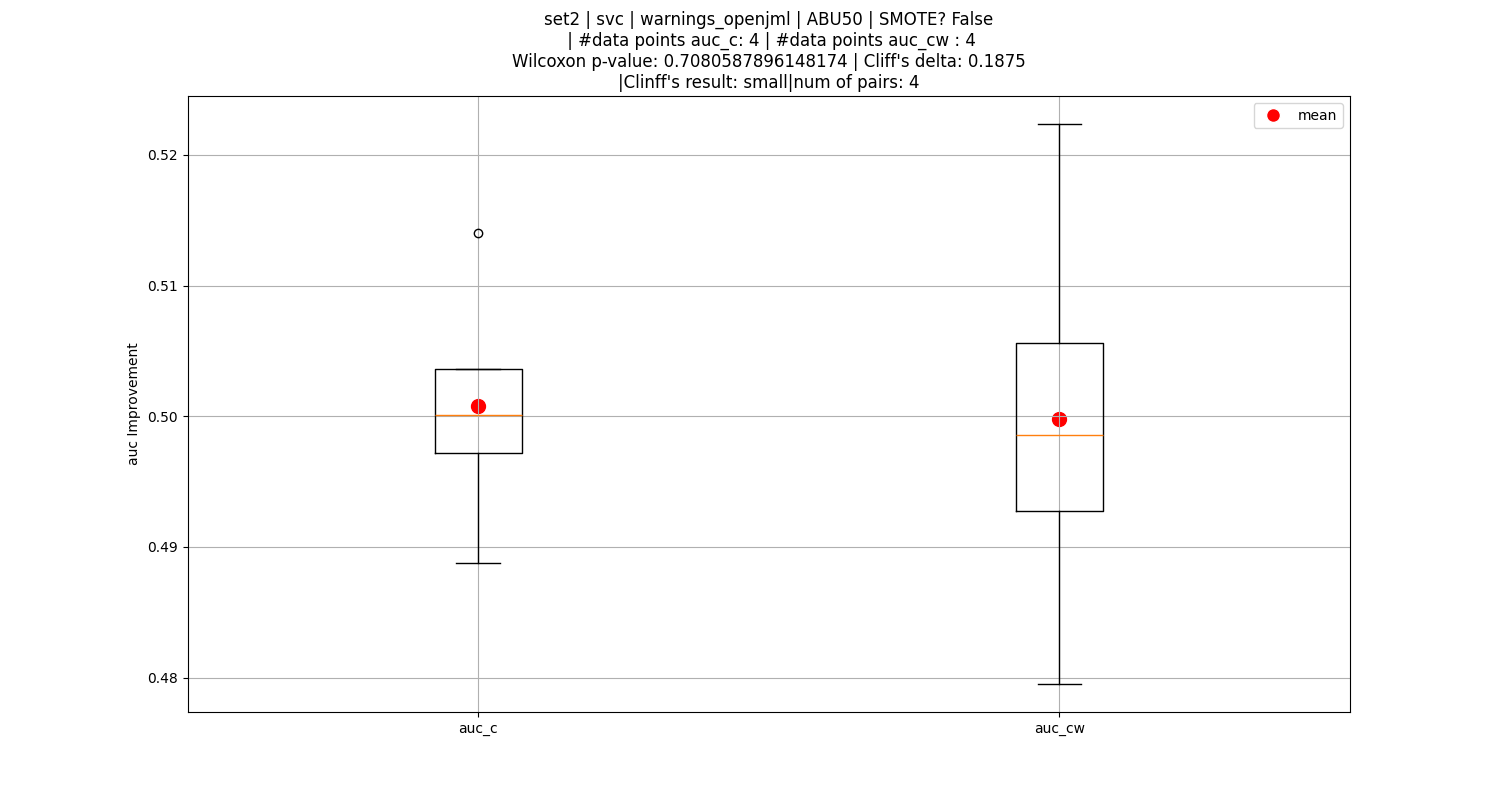 set2 | svc | warnings_openjml | ABU50 | SMOTE? False
| #data points auc_c: 4 | #data points auc_cw : 4
Wilcoxon p-value: 0.7080587896148174 | Cliff's delta: 0.1875
|Clinff's result: small|num of pairs: 4
mean
0.52
0.51
0.50
0.49
0.48
auc Improvement
auc_c
auc_cw